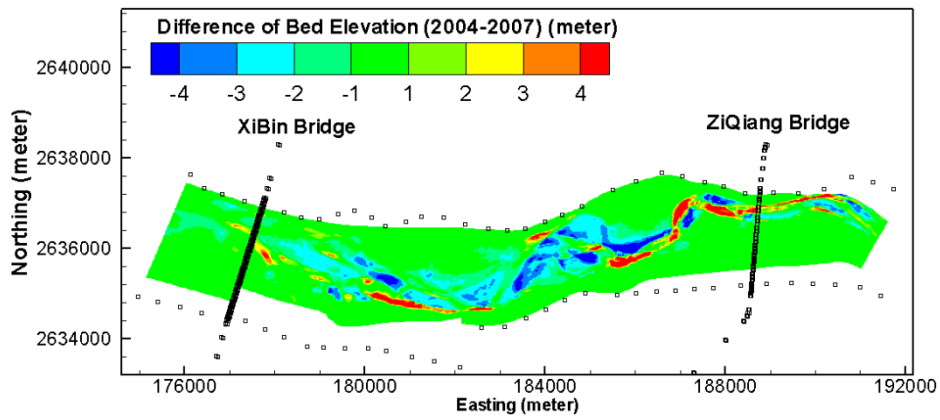 Difference of Bed Elevation (2004-2007) (meter)
-4 -3 -2 -1 1 2 3 4
XiBin Bridge
ZiQiang Bridge
Northing (meter)
2640000
2638000
2636000
2634000
176000 180000 184000 188000 192000
Easting (meter)